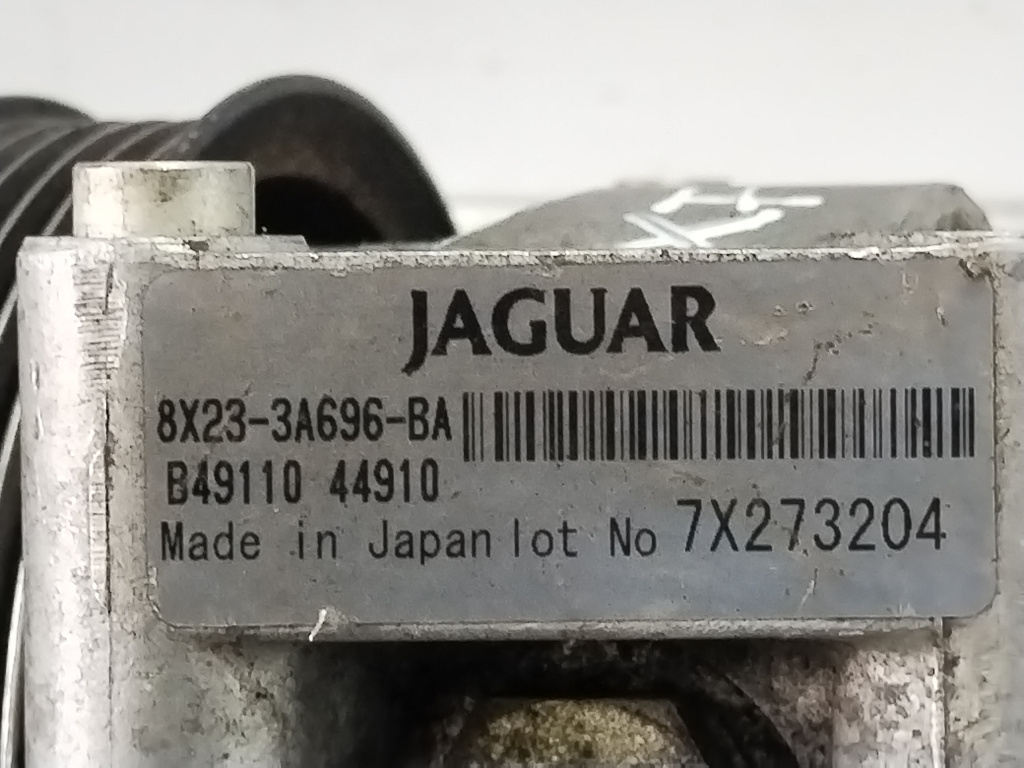 JAGUAR
8X23-3A696-BA
B49110 44910
Made in Japan lot No 7X273204